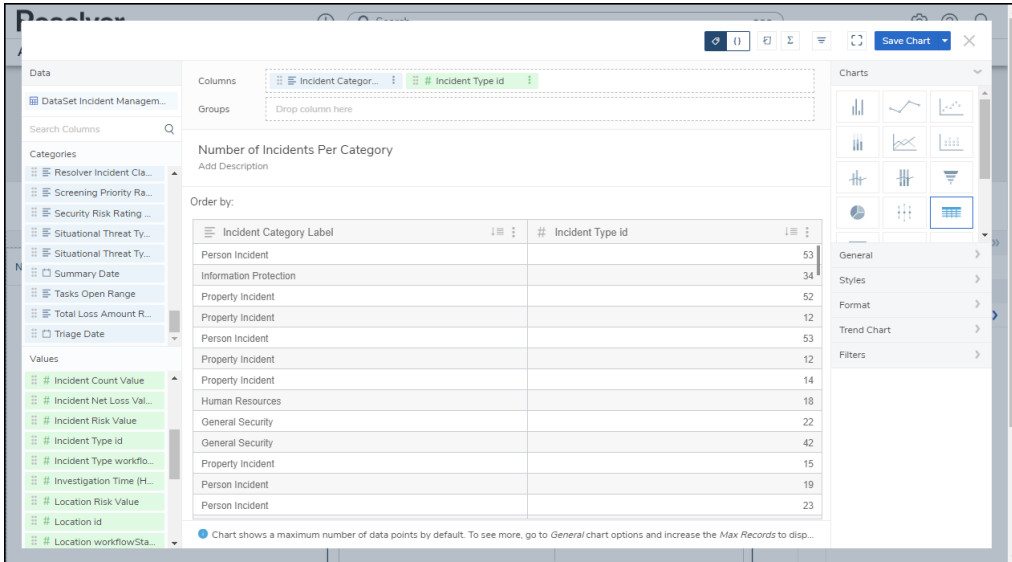 Resolver
Search
Save Chart
Data
DataSet Incident Managem...
Search Columns
Categories
Resolver Incident Cla...
Screening Priority Ra...
Security Risk Rating ...
Situational Threat Ty...
Situational Threat Ty...
Summary Date
Tasks Open Range
Total Loss Amount R...
Triage Date
Values
# Incident Count Value
# Incident Net Loss Val...
# Incident Risk Value
# Incident Type id
# Incident Type workflo...
# Investigation Time (H...
# Location Risk Value
# Location id
# Location workflowSta...
Columns
Incident Categor...
# Incident Type id
Groups
Drop column here
Number of Incidents Per Category
Add Description
Order by:
Incident Category Label # Incident Type id
Person Incident 53
Information Protection 34
Property Incident 52
Property Incident 12
Person Incident 53
Property Incident 12
Property Incident 14
Human Resources 18
General Security 22
General Security 42
Property Incident 15
Person Incident 19
Person Incident 23
Chart shows a maximum number of data points by default. To see more, go to General chart options and increase the Max Records to disp...
Charts
General
Styles
Format
Trend Chart
Filters